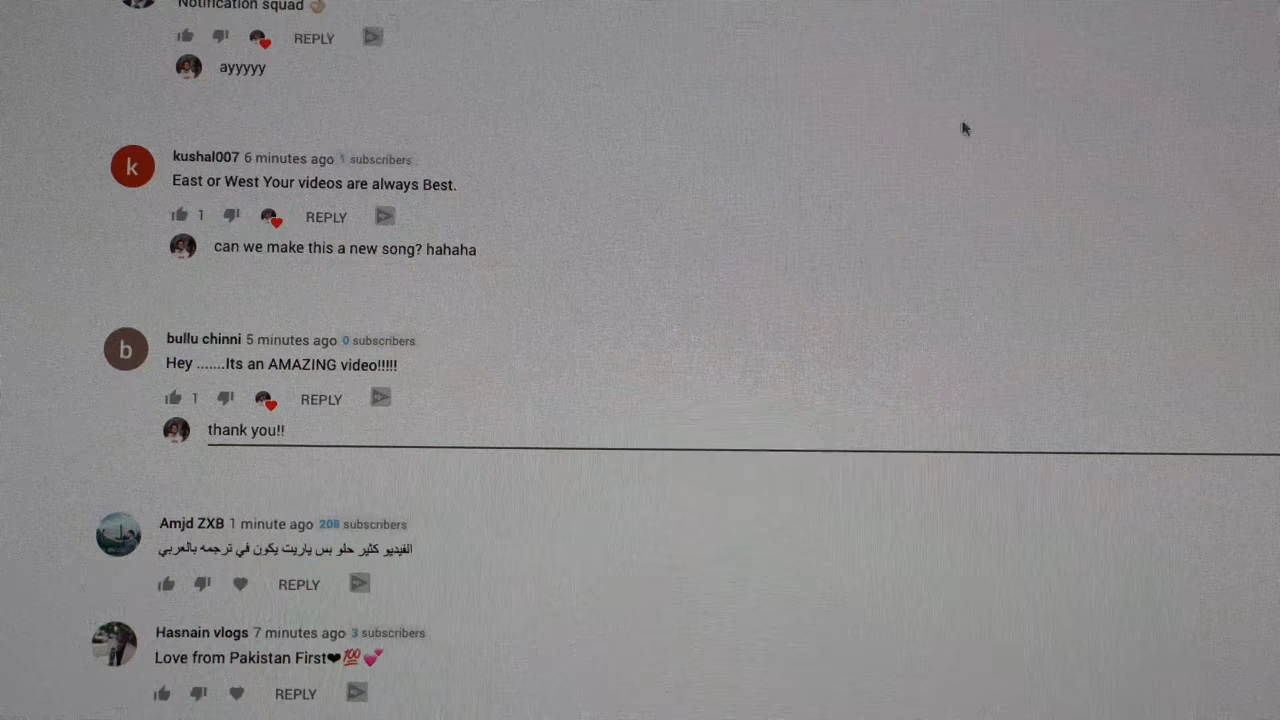 Notification squad 👌🏼
REPLY
ayyyyy
k
kushal007 6 minutes ago 1 subscribers
East or West Your videos are always Best.
1 REPLY
can we make this a new song? hahaha
b
bullu chinni 5 minutes ago 0 subscribers
Hey .......Its an AMAZING video!!!!!
1 REPLY
thank you!!
Amjd ZXB 1 minute ago 208 subscribers
الفيديو كثير حلو بس ياريت يكون في ترجمه بالعربي
REPLY
Hasnain vlogs 7 minutes ago 3 subscribers
Love from Pakistan First❤💯💕
REPLY